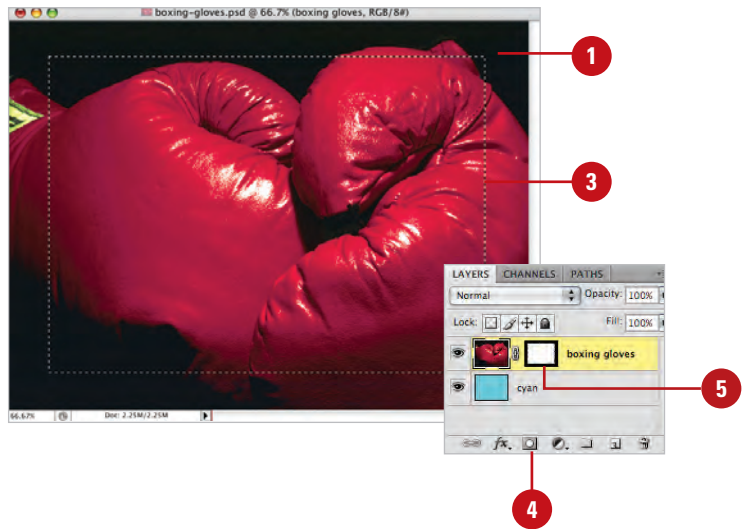 boxing-gloves.psd @ 66.7% (boxing gloves, RGB/8#)
1
3
LAYERS CHANNELS PATHS
Normal Opacity: 100%
Lock: Fill: 100%
boxing gloves
5
cyan
66.67% Doc: 2.25M/2.25M
fx.
4